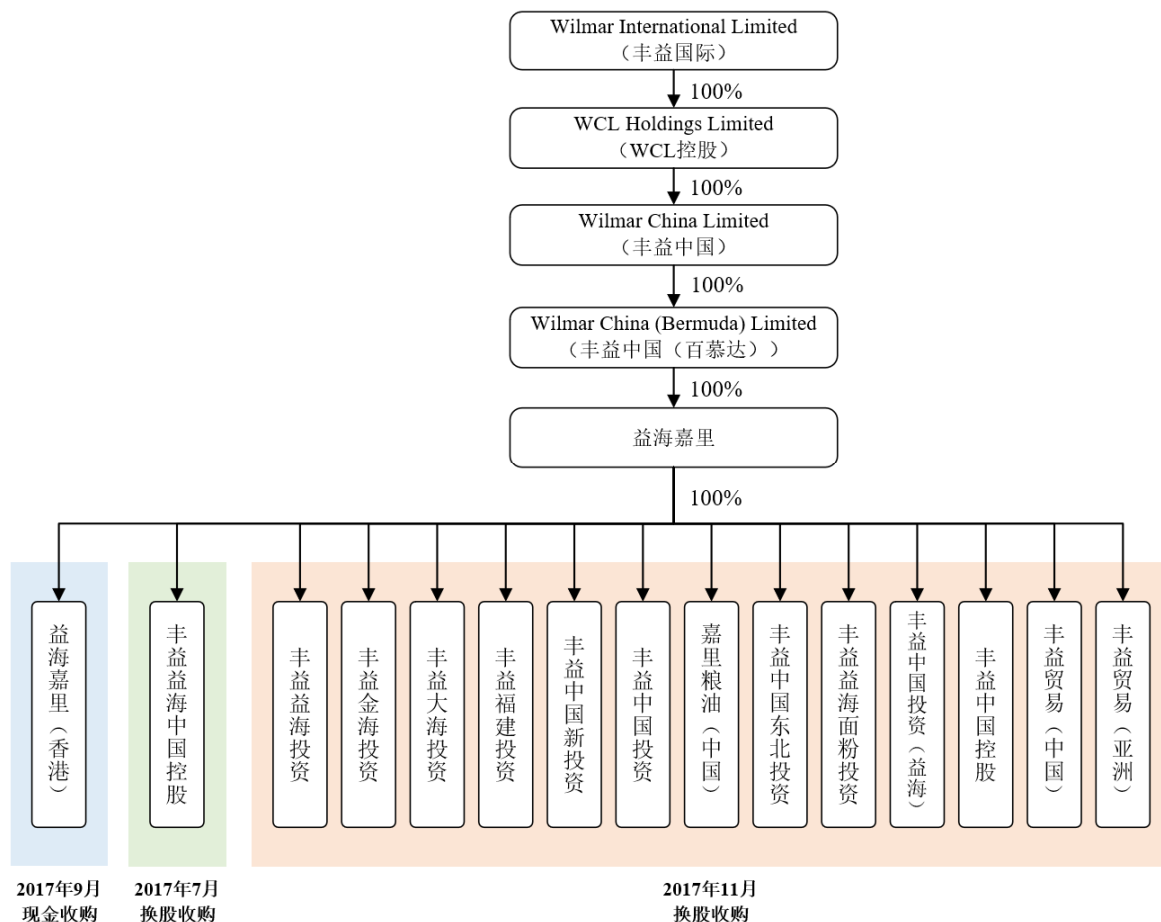 Wilmar International Limited
（丰益国际）
100%
WCL Holdings Limited
（WCL控股）
100%
Wilmar China Limited
（丰益中国）
100%
Wilmar China (Bermuda) Limited
（丰益中国（百慕达））
100%
益海嘉里
100%
益海嘉里（香港）
丰益益海中国控股
丰益益海投资
丰益金海投资
丰益大海投资
丰益福建投资
丰益中国新投资
丰益中国投资
嘉里粮油（中国）
丰益中国东北投资
丰益益海面粉投资
丰益中国投资（益海）
丰益中国控股
丰益贸易（中国）
丰益贸易（亚洲）
2017年9月
现金收购
2017年7月
换股收购
2017年11月
换股收购